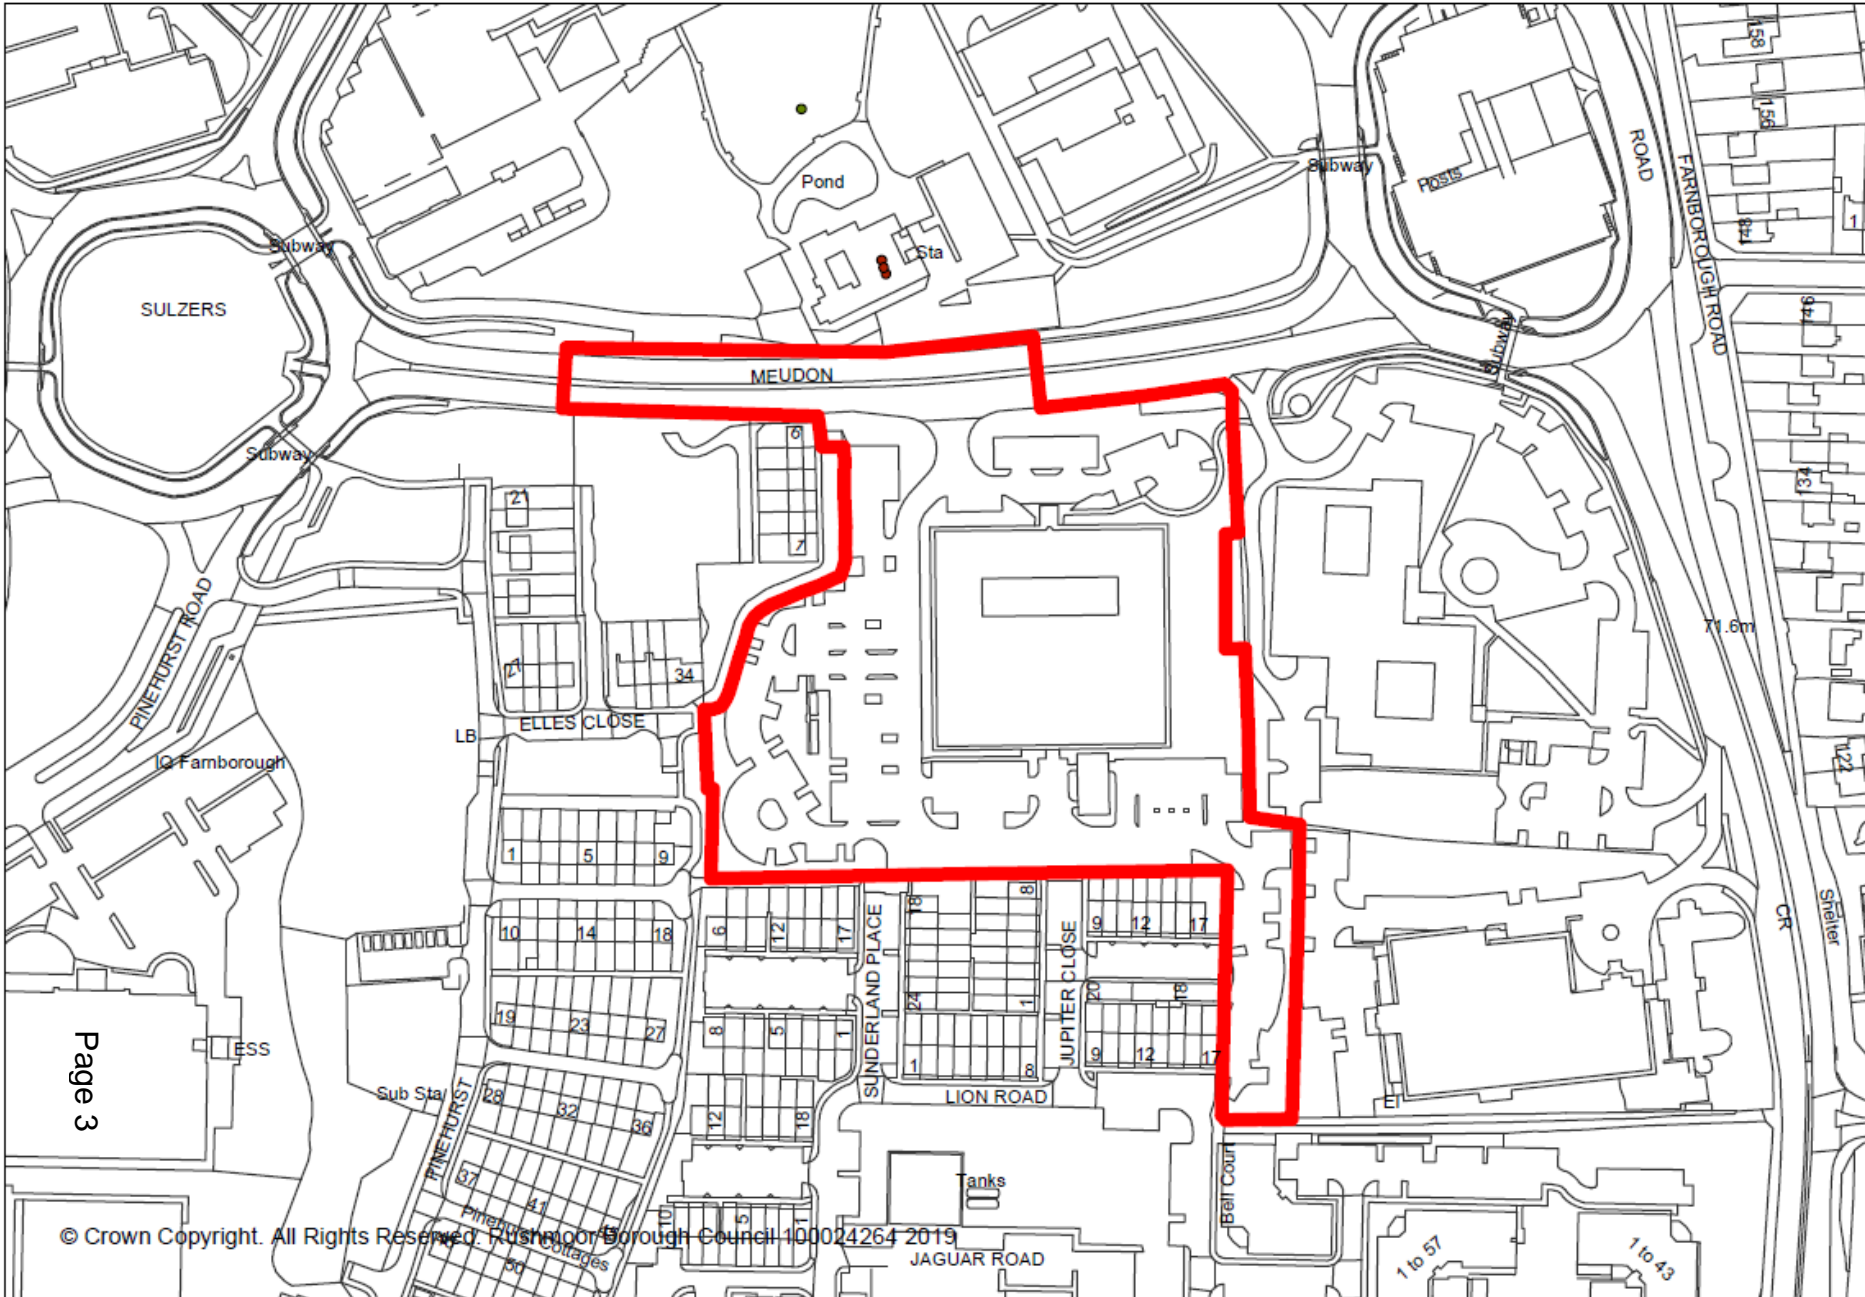 158
156
ROAD
FARNBOROUGH ROAD
Subway
Posts
Pond
148
1
Subway
Sta
SULZERS
146
Subway
MEUDON
6
Subway
134
21
7
PINEHURST ROAD
71.6m
27
34
ELLES CLOSE
LB
IQ Farnborough
122
1
5
9
8
18
CR
Shelter
6
12
17
9
12
17
10
14
18
SUNDERLAND PLACE
JUPITER CLOSE
24
1
20
18
19
23
27
8
5
1
Page 3
ESS
1
8
9
12
17
Sub Sta
PINEHURST
28
32
36
LION ROAD
El
12
18
Bell Court
37
41
Tanks
10
5
1
Pinehurst Cottages
© Crown Copyright. All Rights Reserved. Rushmoor Borough Council 100024264 2019
50
JAGUAR ROAD
1 to 57
1 to 43